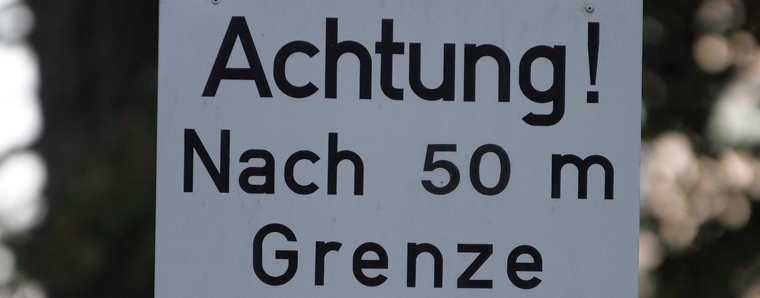 Achtung!
Nach 50 m
Grenze